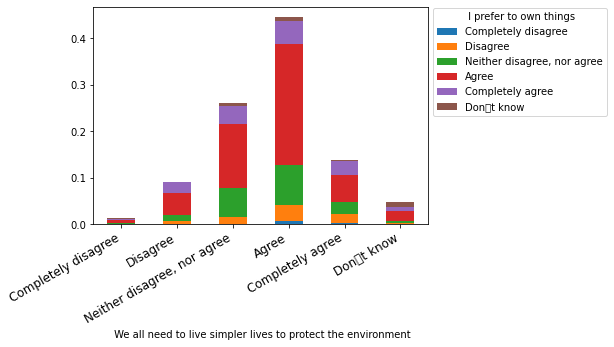 I prefer to own things
Completely disagree
Disagree
Neither disagree, nor agree
Agree
Completely agree
Don▯t know
0.4
0.3
0.2
0.1
0.0
Completely disagree
Disagree
Neither disagree, nor agree
Agree
Completely agree
Don▯t know
We all need to live simpler lives to protect the environment